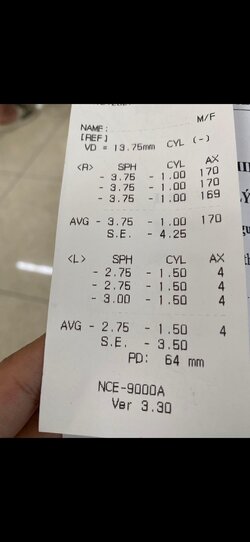 M/F
NAME:
[REF]
VD = 13.75mm CYL (-)
<R> SPH CYL AX
- 3.75 - 1.00 170
- 3.75 - 1.00 170
- 3.75 - 1.00 169
AVG - 3.75 - 1.00 170
S.E. - 4.25
<L> SPH CYL AX
- 2.75 - 1.50 4
- 2.75 - 1.50 4
- 3.00 - 1.50 4
AVG - 2.75 - 1.50 4
S.E. - 3.50
PD: 64 mm
NCE-9000A
Ver 3.30